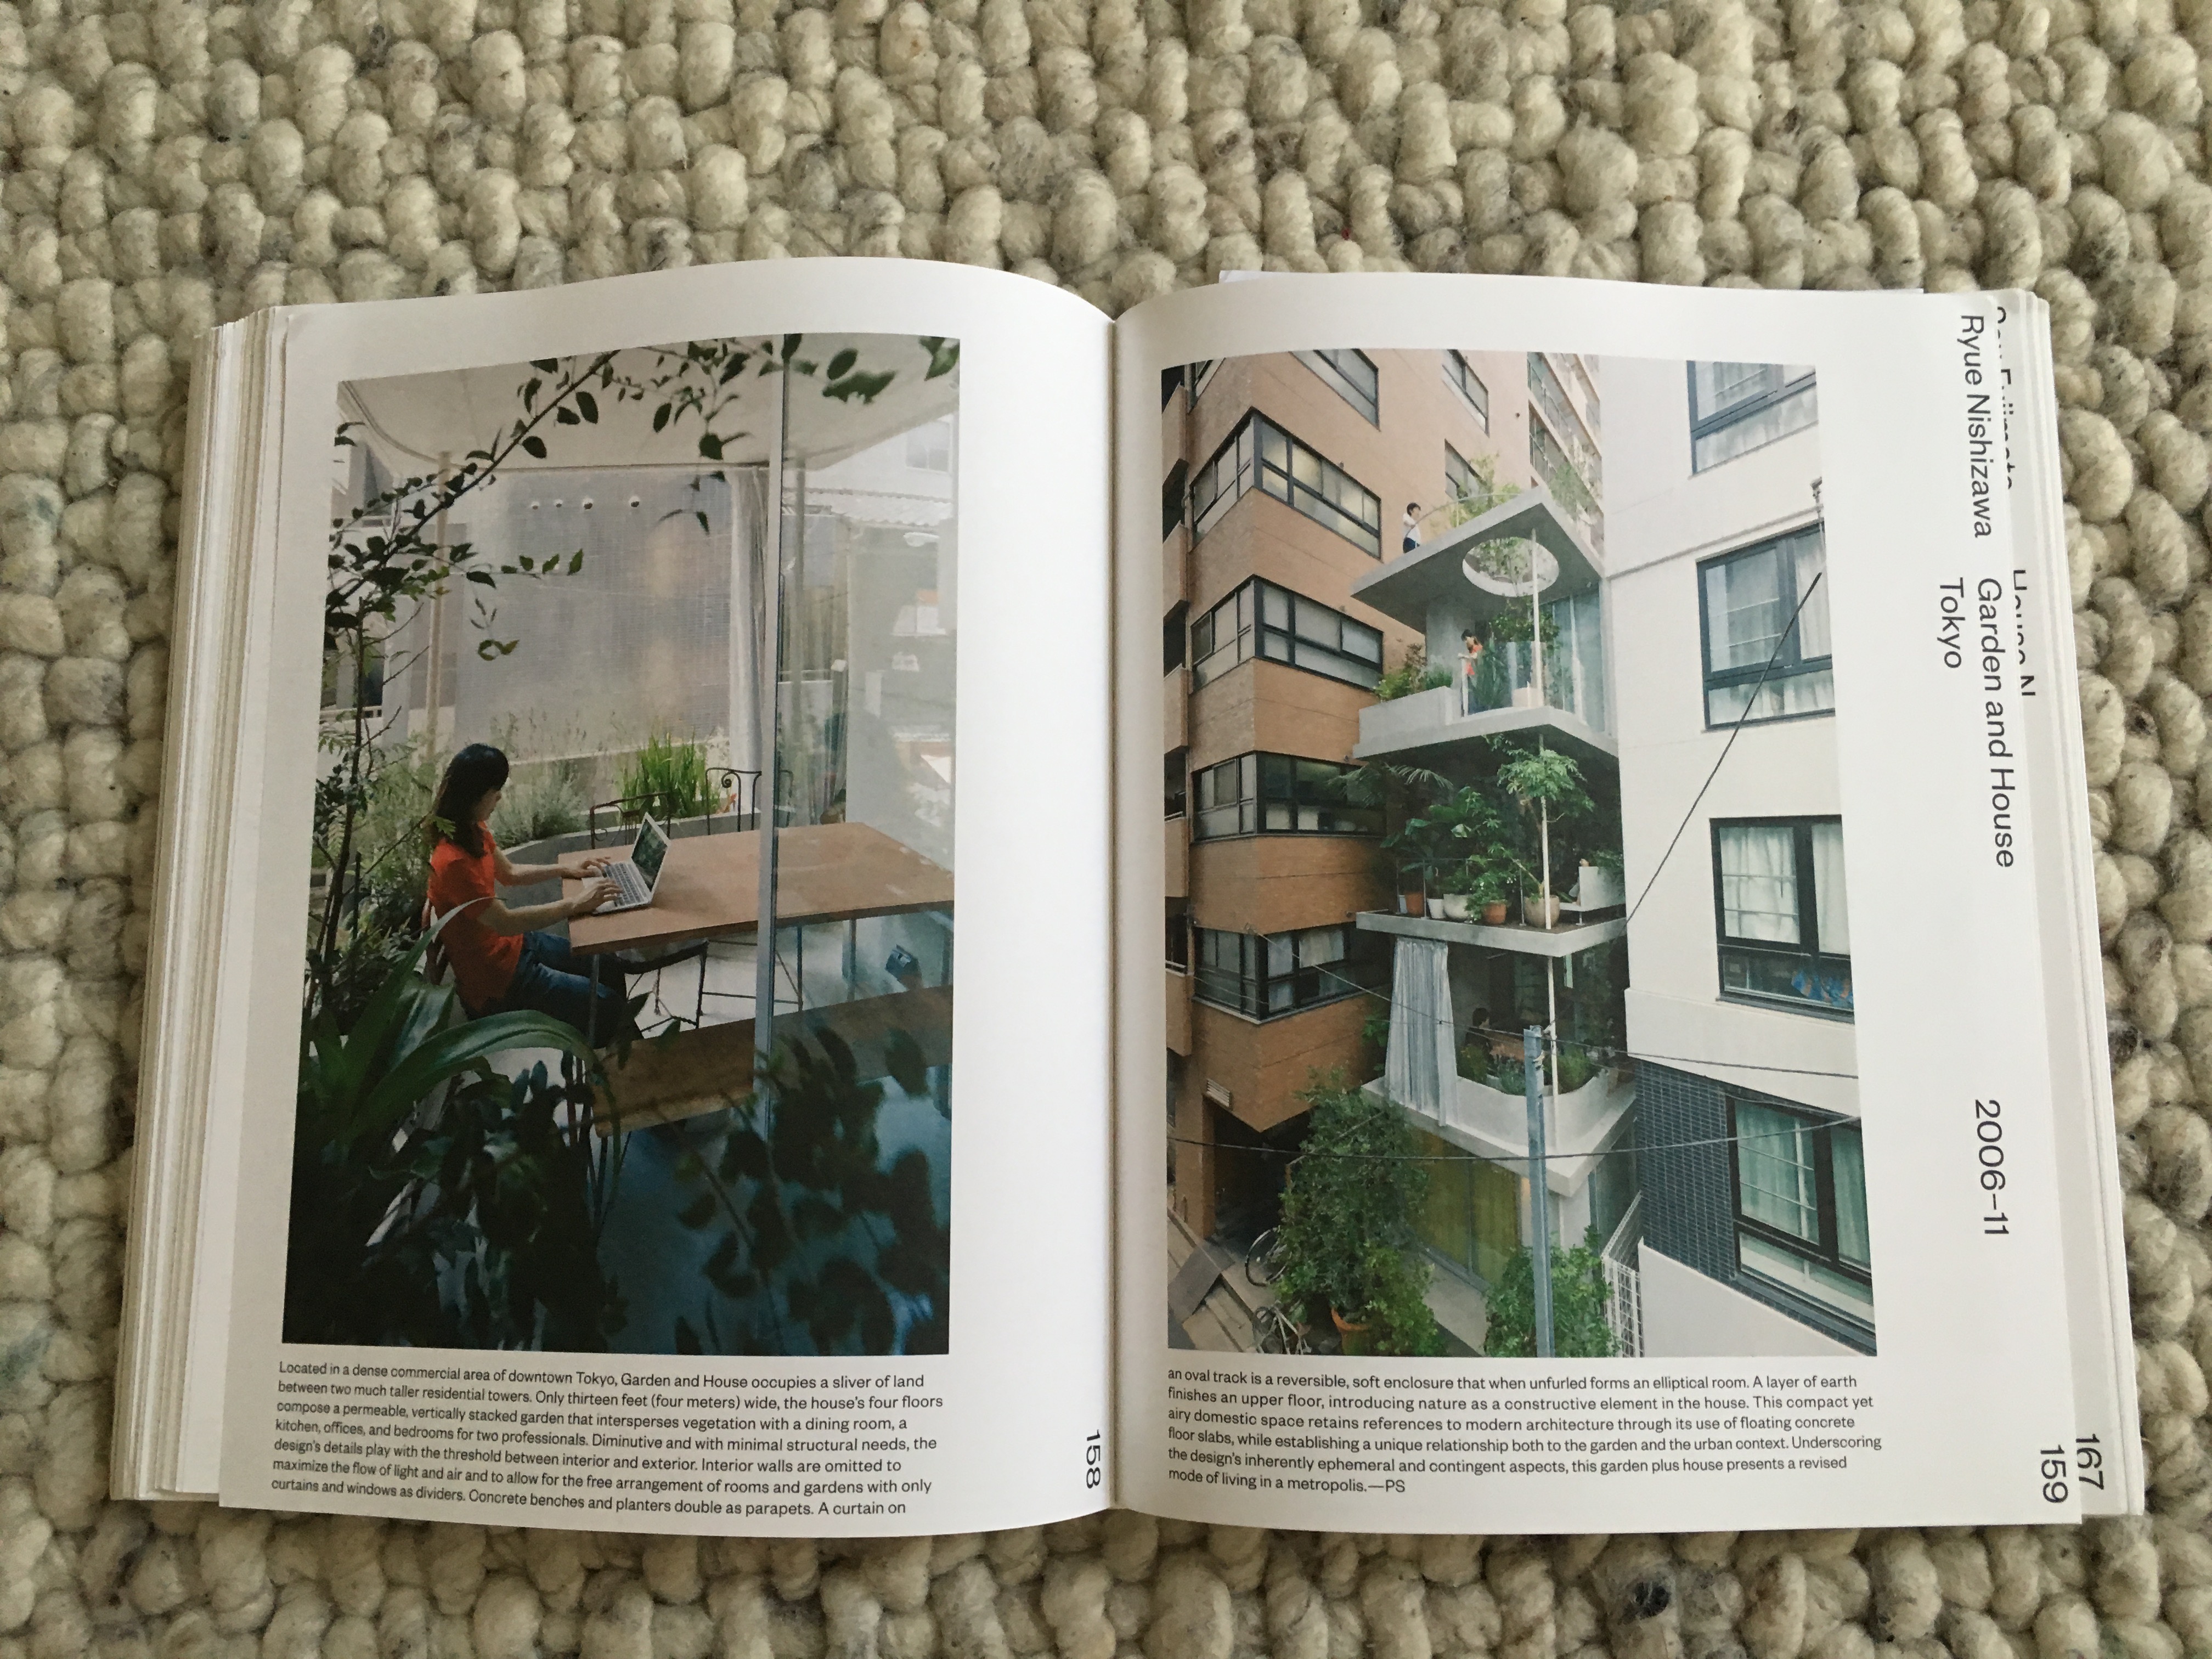 Located in a dense commercial area of downtown Tokyo, Garden and House occupies a sliver of land
between two much taller residential towers. Only thirteen feet (four meters) wide, the house's four floors
compose a permeable, vertically stacked garden that intersperses vegetation with a dining room, a
kitchen, offices, and bedrooms for two professionals. Diminutive and with minimal structural needs, the
design's details play with the threshold between interior and exterior. Interior walls are omitted to
maximize the flow of light and air and to allow for the free arrangement of rooms and gardens with only
curtains and windows as dividers. Concrete benches and planters double as parapets. A curtain on
158
an oval track is a reversible, soft enclosure that when unfurled forms an elliptical room. A layer of earth
finishes an upper floor, introducing nature as a constructive element in the house. This compact yet
airy domestic space retains references to modern architecture through its use of floating concrete
floor slabs, while establishing a unique relationship both to the garden and the urban context. Underscoring
the design's inherently ephemeral and contingent aspects, this garden plus house presents a revised
mode of living in a metropolis.—PS
Ryue Nishizawa Garden and House 2006–11
Tokyo
159
House N
167